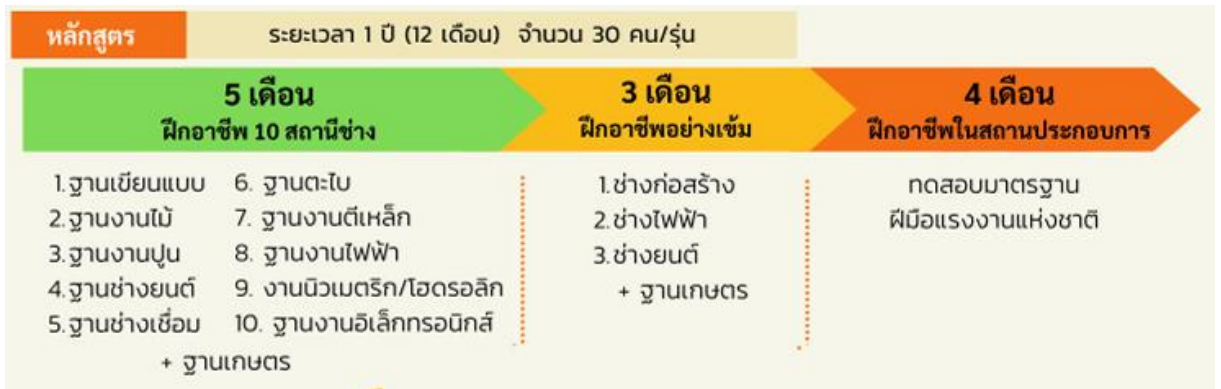 หลักสูตร
ระยะเวลา 1 ปี (12 เดือน) จำนวน 30 คน/รุ่น
5 เดือน
ฝึกอาชีพ 10 สถานีช่าง
3 เดือน
ฝึกอาชีพอย่างเข้ม
4 เดือน
ฝึกอาชีพในสถานประกอบการ
1.ฐานเขียนแบบ
2.ฐานงานไม้
3.ฐานงานปูน
4.ฐานช่างยนต์
5.ฐานช่างเชื่อม
6. ฐานตะไบ
7. ฐานงานตีเหล็ก
8. ฐานงานไฟฟ้า
9. งานนิวเมตริก/โฮดรอลิก
10. ฐานงานอิเล็กทรอนิกส์
+ ฐานเกษตร
1.ช่างก่อสร้าง
2.ช่างไฟฟ้า
3.ช่างยนต์
+ ฐานเกษตร
ทดสอบมาตรฐาน
ฝีมือแรงงานแห่งชาติ